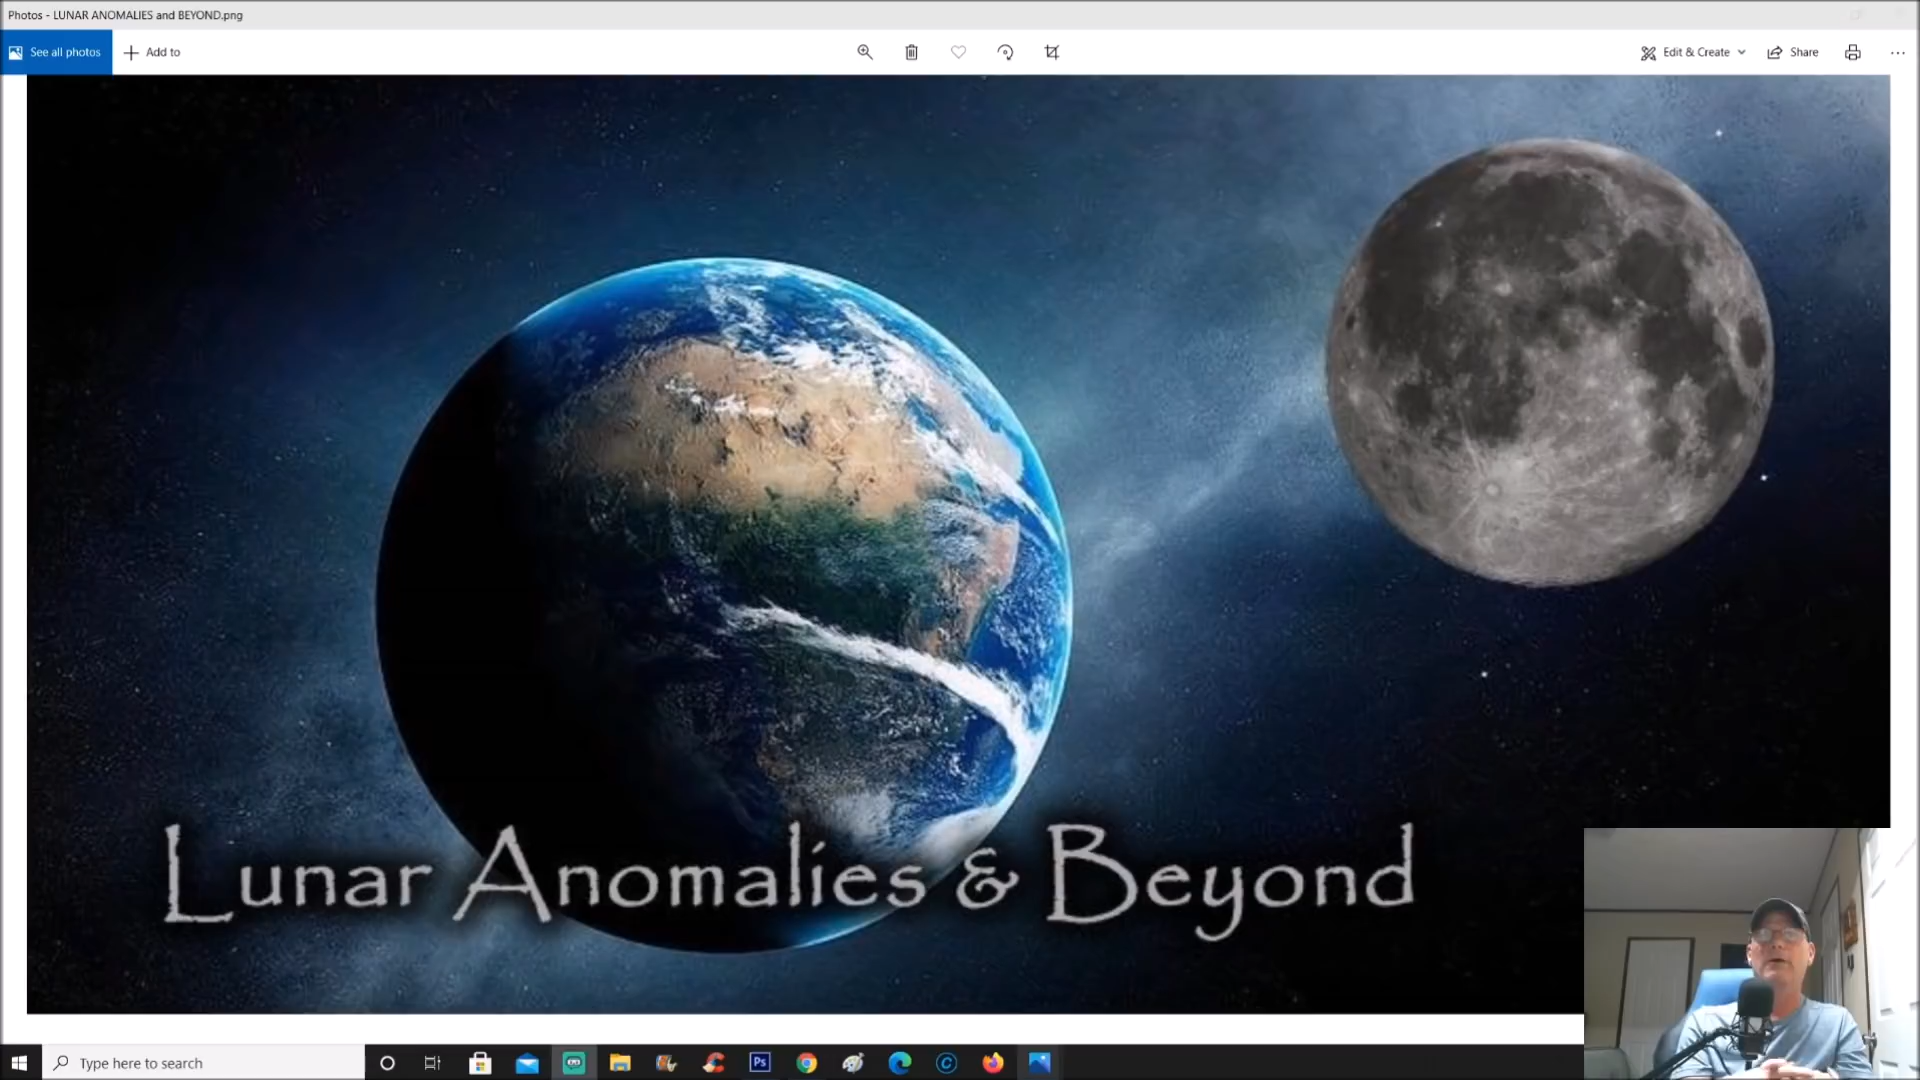 Photos - LUNAR ANOMALIES and BEYOND.png
See all photos
Add to
Edit & Create
Share
Lunar Anomalies & Beyond
Type here to search
Ps